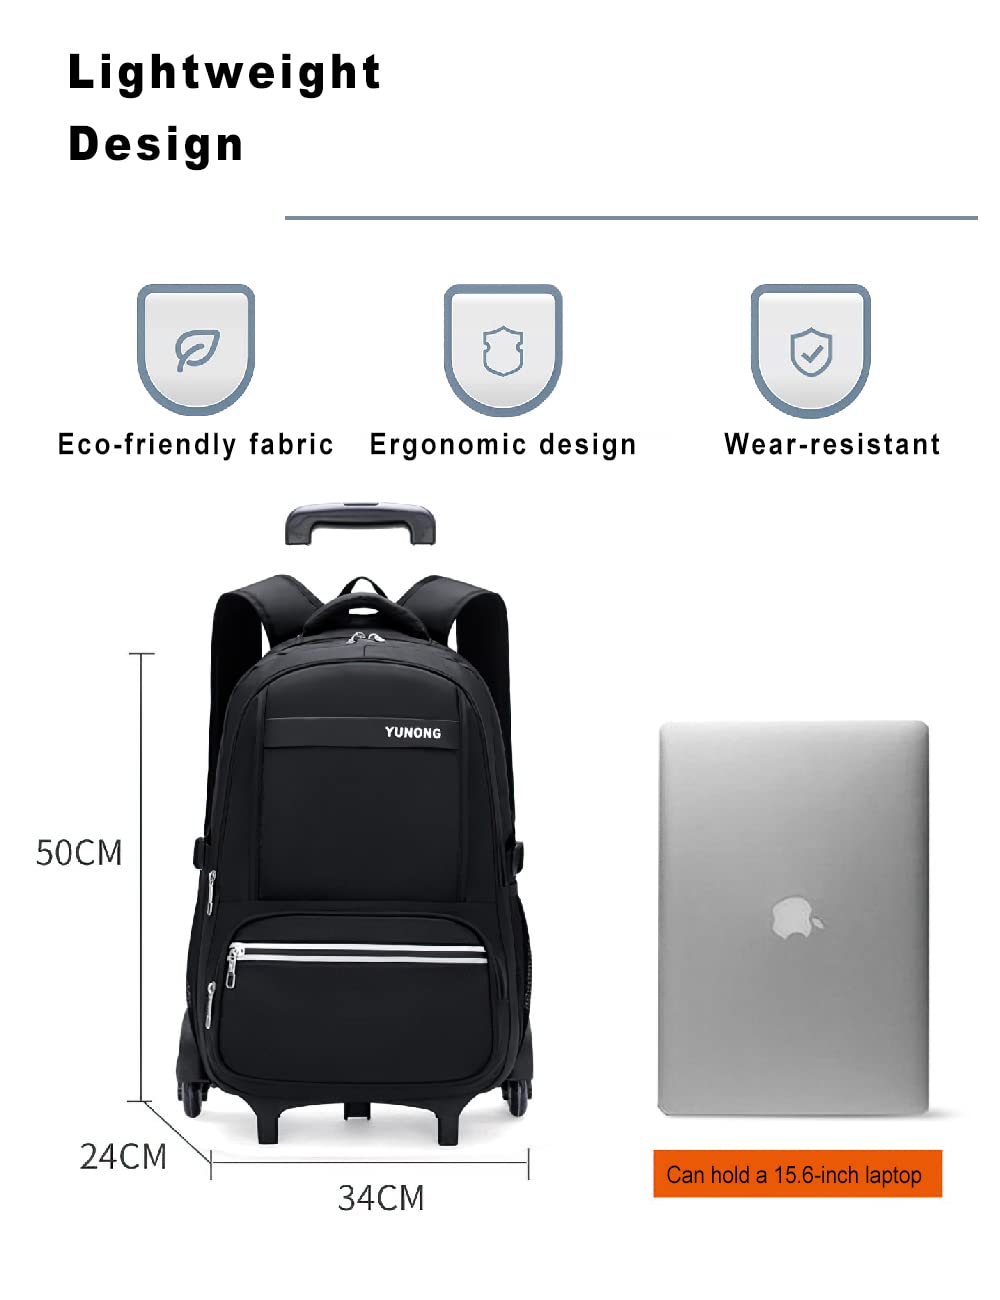 Lightweight
Design
Eco-friendly fabric
Ergonomic design
Wear-resistant
YUNONG
50CM
24CM
34CM
Can hold a 15.6-inch laptop